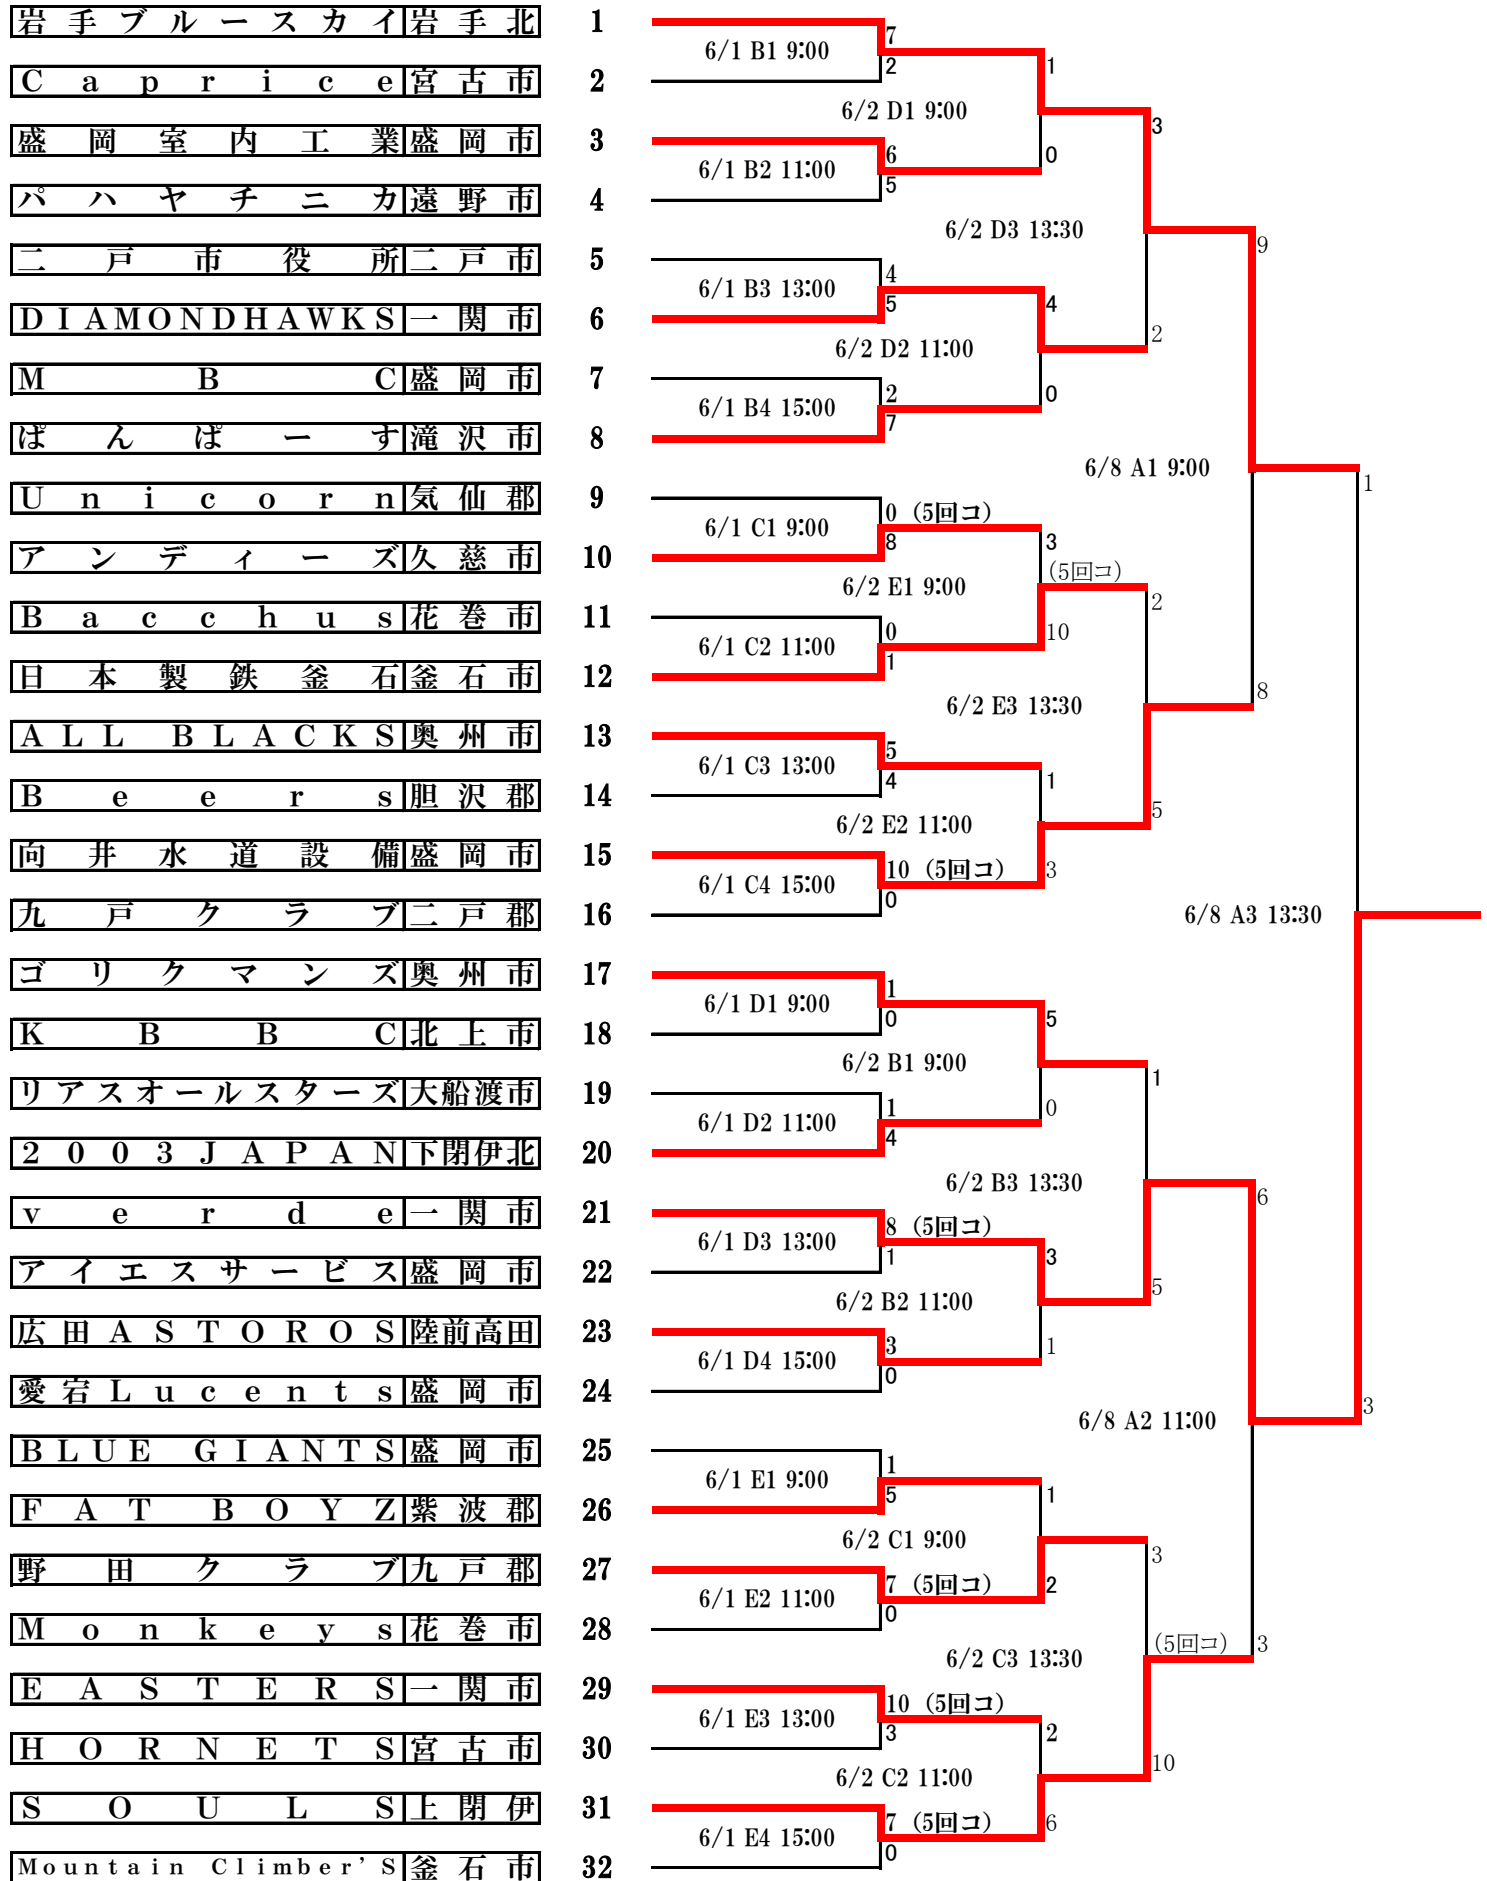 岩手ブルースカイ 岩手北 1
7
6/1 B1 9:00
2
1
Caprice 宮古市 2
6/2 D1 9:00
3
盛岡室内工業 盛岡市 3
6
0
6/1 B2 11:00
5
パハヤチニカ 遠野市 4
6/2 D3 13:30
9
二戸市役所 二戸市 5
4
6/1 B3 13:00
5
4
DIAMONDHAWKS 一関市 6
2
6/2 D2 11:00
MBC 盛岡市 7
2
0
6/1 B4 15:00
7
ぱんぱーす 滝沢市 8
6/8 A1 9:00
1
Unicorn 気仙郡 9
0 (5回コ)
6/1 C1 9:00
8
3
アンディーズ 久慈市 10
(5回コ)
6/2 E1 9:00
2
Bacchus 花巻市 11
0
10
6/1 C2 11:00
1
日本製鉄釜石 釜石市 12
8
6/2 E3 13:30
ALL BLACKS 奥州市 13
5
6/1 C3 13:00
4
1
Beers 胆沢郡 14
5
6/2 E2 11:00
向井水道設備 盛岡市 15
10 (5回コ)
3
6/1 C4 15:00
0
九戸クラブ 二戸郡 16
6/8 A3 13:30
ゴリクマンズ 奥州市 17
1
6/1 D1 9:00
0
5
KBBC 北上市 18
6/2 B1 9:00
1
リアスオールスターズ 大船渡市 19
1
0
6/1 D2 11:00
4
2003JAPAN 下閉伊北 20
6/2 B3 13:30
6
verde 一関市 21
8 (5回コ)
6/1 D3 13:00
1
3
アイエスサービス 盛岡市 22
5
6/2 B2 11:00
広田ASTOROS 陸前高田 23
3
1
6/1 D4 15:00
0
愛宕Lucents 盛岡市 24
3
6/8 A2 11:00
BLUE GIANTS 盛岡市 25
1
6/1 E1 9:00
5
1
FAT BOYZ 紫波郡 26
6/2 C1 9:00
3
野田クラブ 九戸郡 27
7 (5回コ)
2
6/1 E2 11:00
0
Monkeys 花巻市 28
(5回コ)
3
6/2 C3 13:30
EASTERS 一関市 29
10 (5回コ)
6/1 E3 13:00
3
2
HORNETS 宮古市 30
10
6/2 C2 11:00
SOULS 上閉伊 31
7 (5回コ)
6
6/1 E4 15:00
0
Mountain Climber'S 釜石市 32